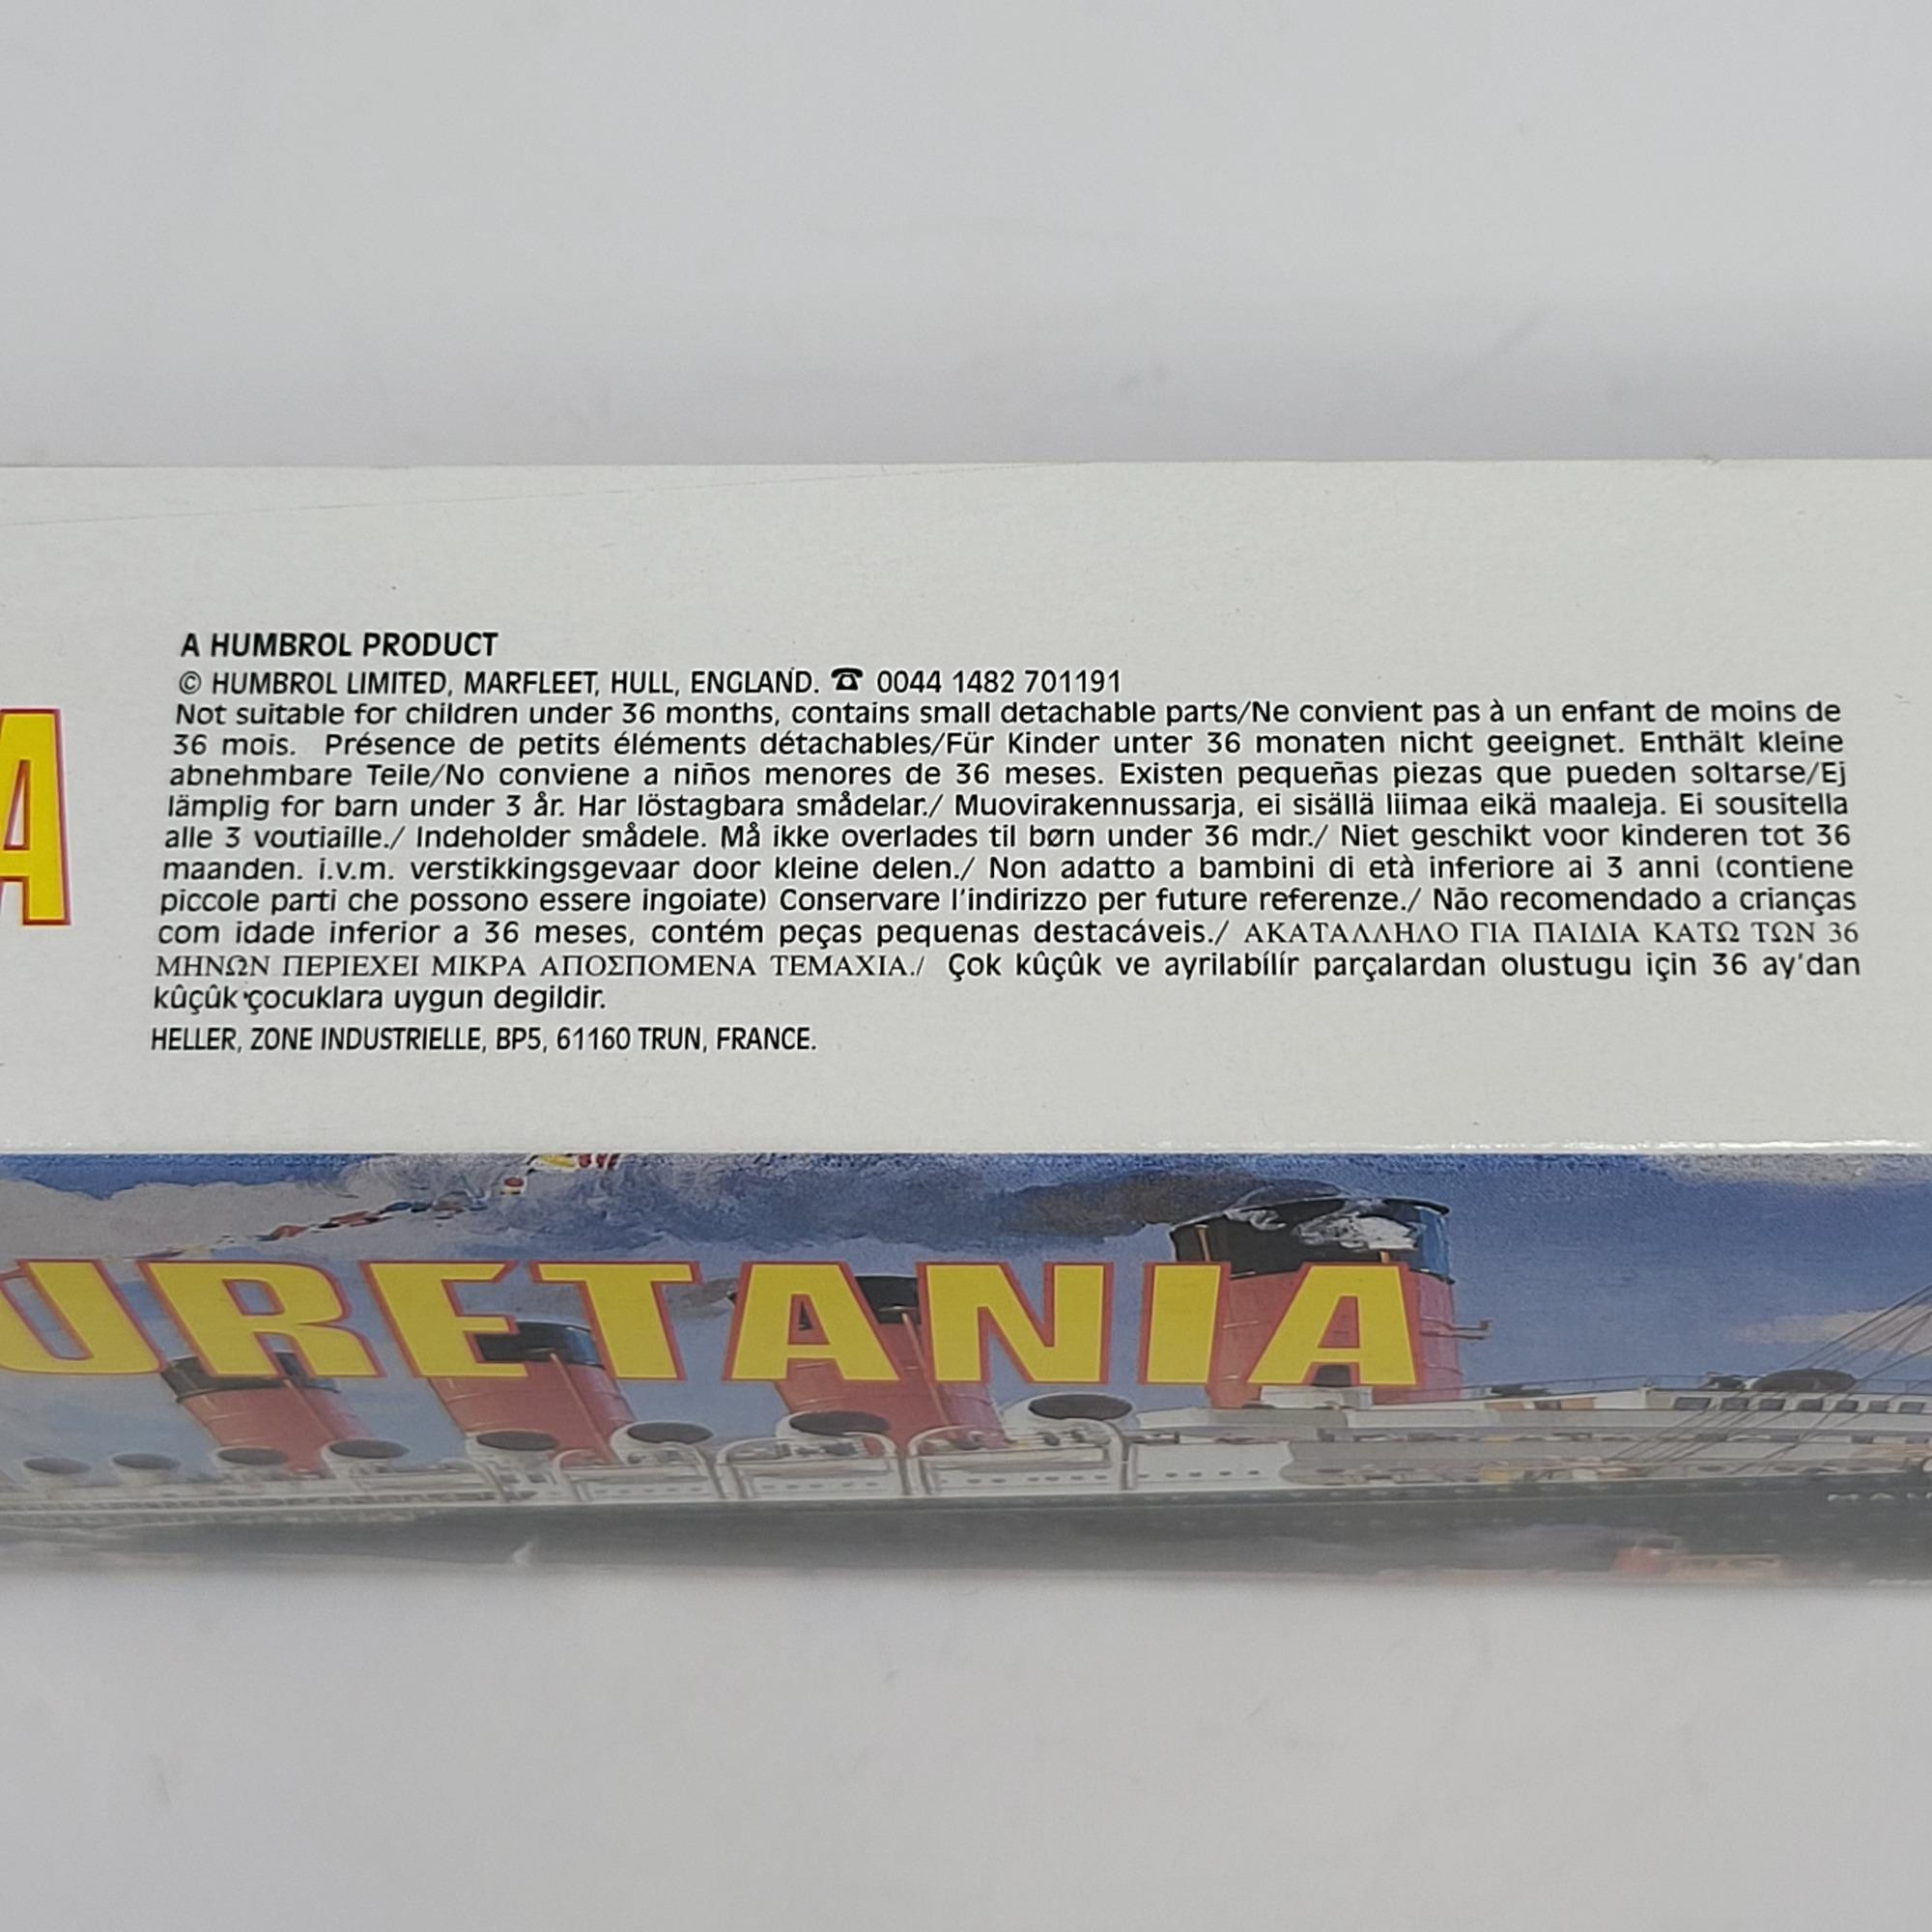 A HUMBROL PRODUCT
© HUMBROL LIMITED, MARFLEET, HULL, ENGLAND. ☎ 0044 1482 701191
Not suitable for children under 36 months, contains small detachable parts/Ne convient pas à un enfant de moins de
36 mois. Présence de petits éléments détachables/Für Kinder unter 36 monaten nicht geeignet. Enthält kleine
abnehmbare Teile/No conviene a niños menores de 36 meses. Existen pequeñas piezas que pueden soltarse/Ej
lämplig for barn under 3 år. Har löstagbara smådelar./ Muovirakennussarja, ei sisällä liimaa eikä maaleja. Ei sousitella
alle 3 voutiaille./ Indeholder smådele. Må ikke overlades til børn under 36 mdr./ Niet geschikt voor kinderen tot 36
maanden. i.v.m. verstikkingsgevaar door kleine delen./ Non adatto a bambini di età inferiore ai 3 anni (contiene
piccole parti che possono essere ingoiate) Conservare l'indirizzo per future referenze./ Não recomendado a crianças
com idade inferior a 36 meses, contém peças pequenas destacáveis./ ΑΚΑΤΑΛΛΗΛΟ ΓΙΑ ΠΑΙΔΙΑ ΚΑΤΩ ΤΩΝ 36
ΜΗΝΩΝ ΠΕΡΙΕΧΕΙ ΜΙΚΡΑ ΑΠΟΣΠΟΜΕΝΑ ΤΕΜΑΧΙΑ./ Çok kûçûk ve ayrilabílír parçalardan olustugu için 36 ay'dan
kûçûk çocuklara uygun degildir.
HELLER, ZONE INDUSTRIELLE, BP5, 61160 TRUN, FRANCE.
A
URETANIA